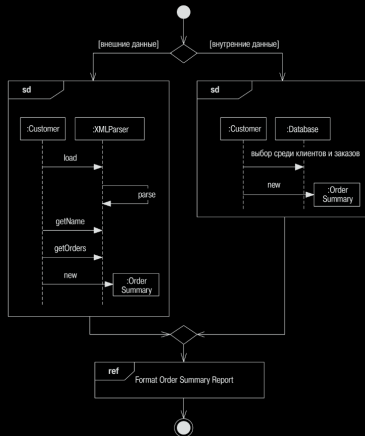 [внешние данные]
[внутренние данные]
sd
:Customer
:XMLParser
load
parse
getName
getOrders
new
:Order
Summary
sd
:Customer
:Database
выбор среди клиентов и заказов
new
:Order
Summary
ref
Format Order Summary Report